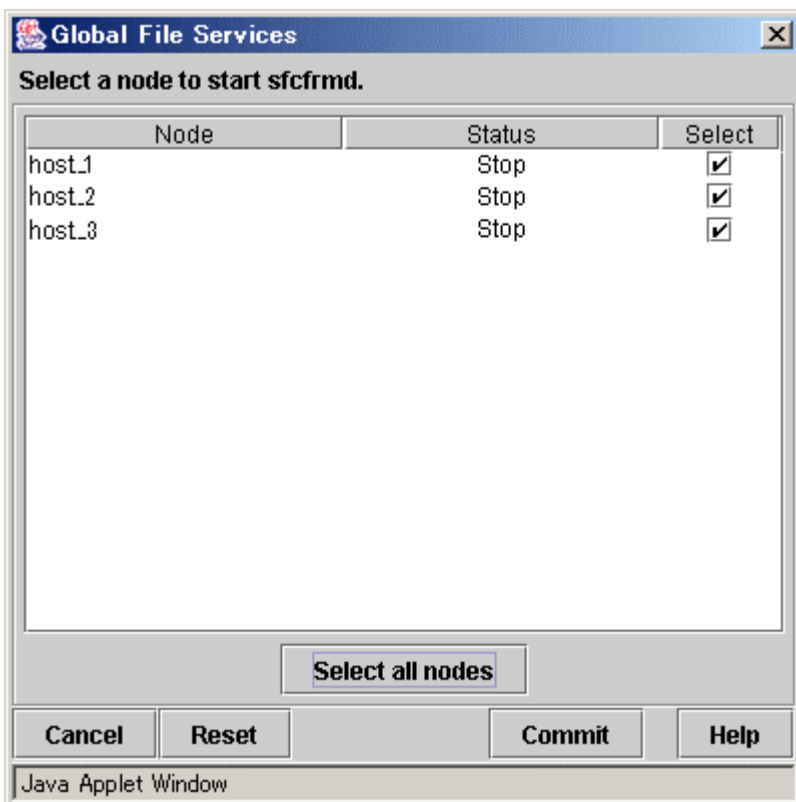 Global File Services
Select a node to start sfcfrmd.
Node Status Select
host_1 Stop
host_2 Stop
host_3 Stop
Select all nodes
Cancel Reset Commit Help
Java Applet Window